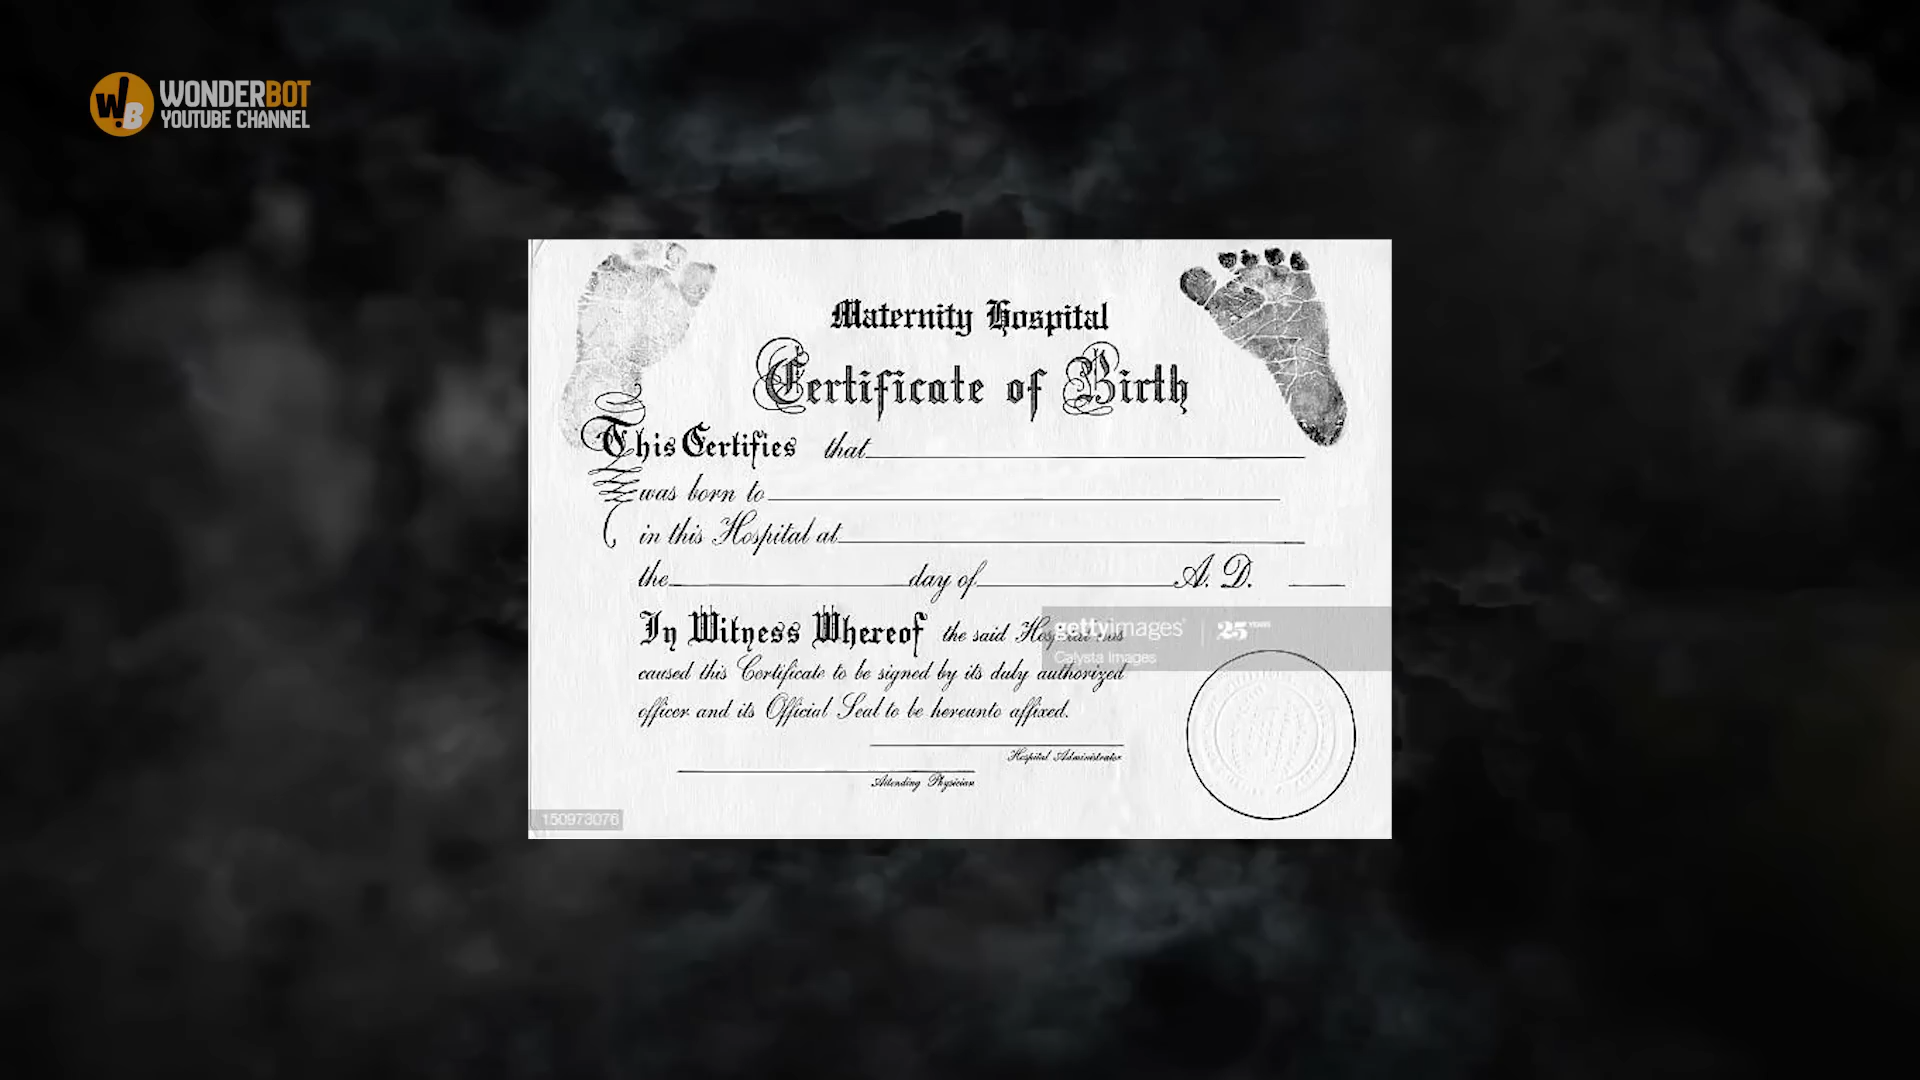 W!B WONDERBOT
YOUTUBE CHANNEL
Maternity Hospital
Certificate of Birth
This Certifies that
was born to
in this Hospital at
the day of A. D.
In Witness Whereof the said Hospital has
gettyimages 25 YEARS
Calysta Images
caused this Certificate to be signed by its duly authorized
officer and its Official Seal to be hereunto affixed.
Hospital Administrator
Attending Physician
150973076